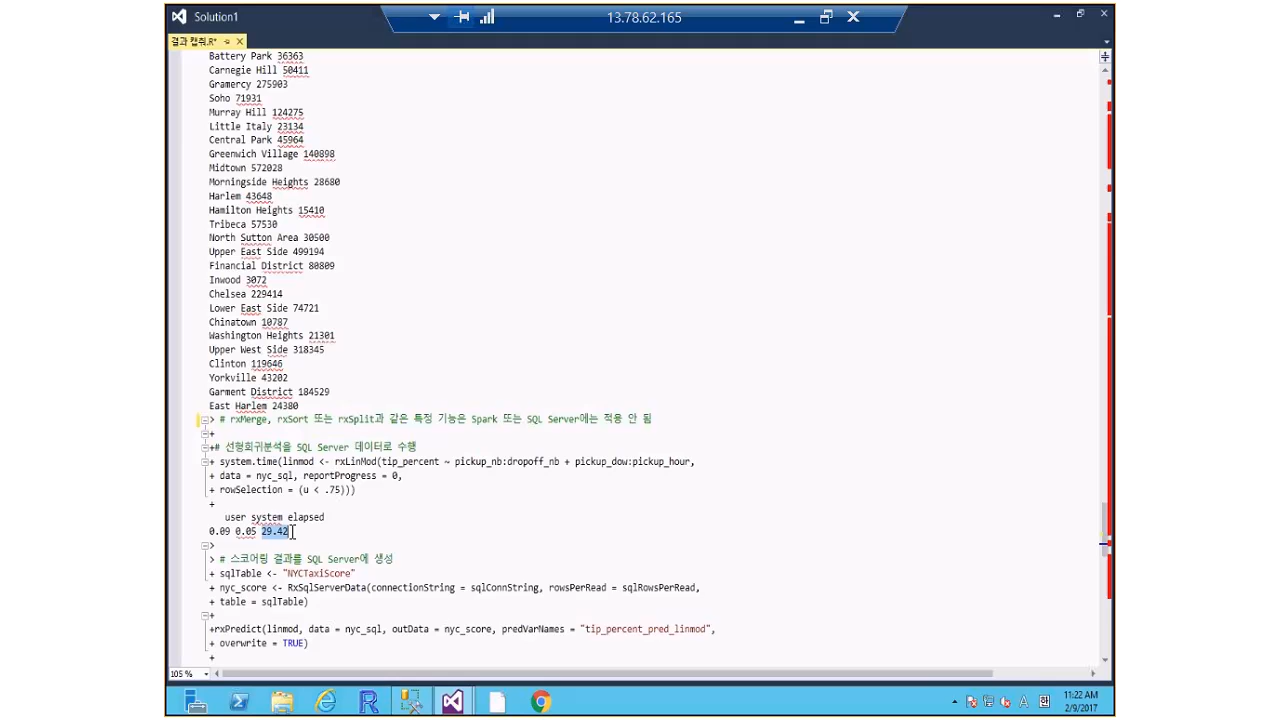 Solution1
13.78.62.165
결과 캡춰.R*
Battery Park 36363
Carnegie Hill 50411
Gramercy 275903
Soho 71931
Murray Hill 124275
Little Italy 23134
Central Park 45964
Greenwich Village 140898
Midtown 572028
Morningside Heights 28680
Harlem 43648
Hamilton Heights 15410
Tribeca 57530
North Sutton Area 30500
Upper East Side 499194
Financial District 80809
Inwood 3072
Chelsea 229414
Lower East Side 74721
Chinatown 10787
Washington Heights 21301
Upper West Side 318345
Clinton 119646
Yorkville 43202
Garment District 184529
East Harlem 24380
> # rxMerge, rxSort 또는 rxSplit과 같은 특정 기능은 Spark 또는 SQL Server에는 적용 안 됨
+
+# 선형회귀분석을 SQL Server 데이터로 수행
+ system.time(linmod <- rxLinMod(tip_percent ~ pickup_nb:dropoff_nb + pickup_dow:pickup_hour,
+ data = nyc_sql, reportProgress = 0,
+ rowSelection = (u < .75)))
+
user system elapsed
0.09 0.05 29.42
>
> # 스코어링 결과를 SQL Server에 생성
+ sqlTable <- "NYCTaxiScore"
+ nyc_score <- RxSqlServerData(connectionString = sqlConnString, rowsPerRead = sqlRowsPerRead,
+ table = sqlTable)
+
+rxPredict(linmod, data = nyc_sql, outData = nyc_score, predVarNames = "tip_percent_pred_linmod",
+ overwrite = TRUE)
+
105 %
A 한 11:22 AM
2/9/2017